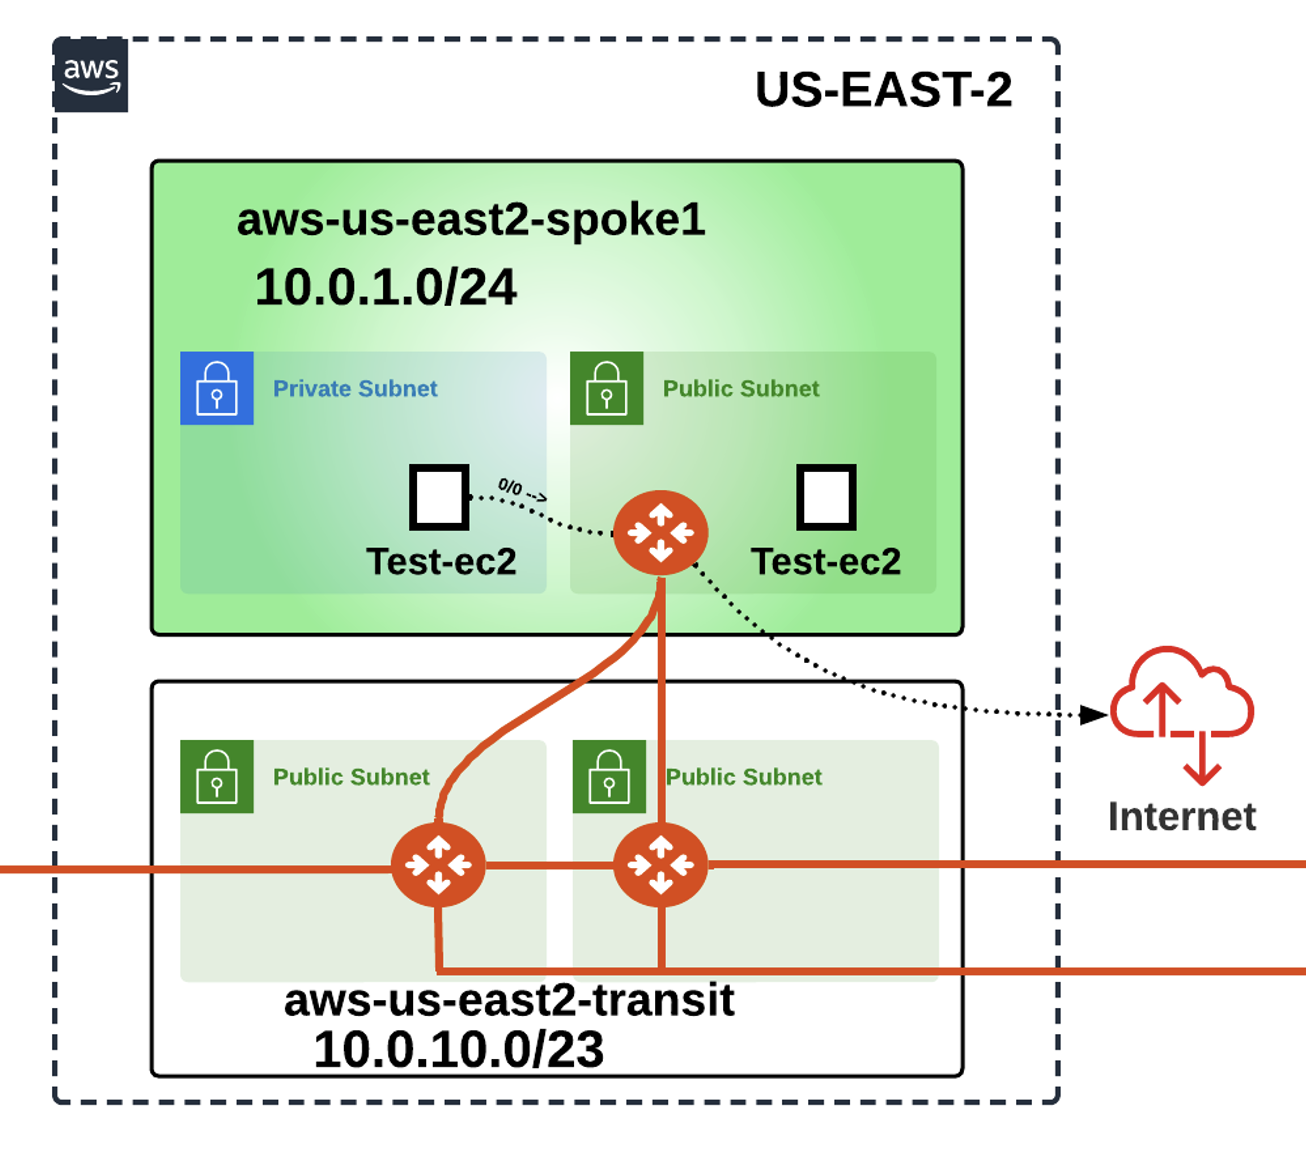 aws
US-EAST-2
aws-us-east2-spoke1
10.0.1.0/24
Private Subnet
Public Subnet
0/0 -->
Test-ec2
Test-ec2
Public Subnet
Public Subnet
Internet
aws-us-east2-transit
10.0.10.0/23